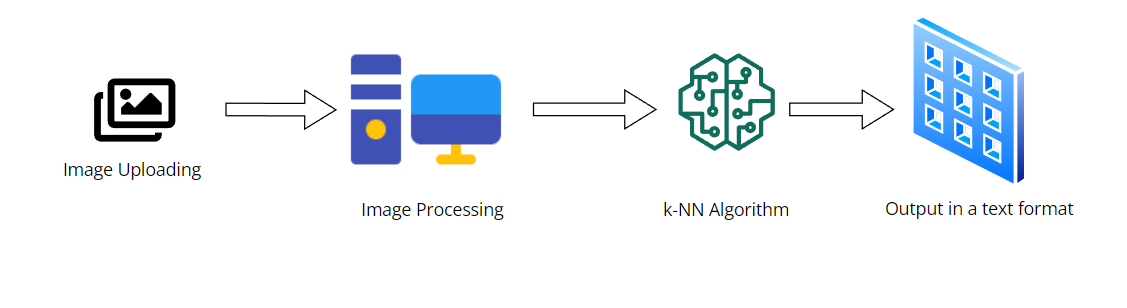 Image Uploading
Image Processing
k-NN Algorithm
Output in a text format